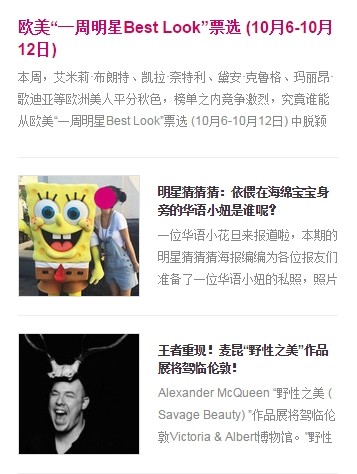 欧美“一周明星Best Look”票选 (10月6-10月
12日)
本周，艾米莉·布朗特、凯拉·奈特利、黛安·克鲁格、玛丽昂·
歌迪亚等欧洲美人平分秋色，榜单之内竞争激烈，究竟谁能
从欧美“一周明星Best Look”票选 (10月6-10月12日) 中脱颖
明星猜猜猜：依偎在海绵宝宝身
旁的华语小妞是谁呢？
一位华语小花旦来报道啦，本期的
明星猜猜猜海报编编为各位报友们
准备了一位华语小妞的私照，照片
王者重现！麦昆“野性之美”作品
展将驾临伦敦！
Alexander McQueen “野性之美 (
Savage Beauty) ”作品展将驾临伦
敦Victoria & Albert博物馆。”野性